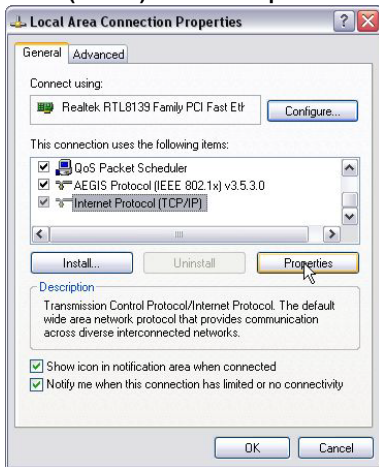 Local Area Connection Properties
General
Advanced
Connect using:
Realtek RTL8139 Family PCI Fast Eth
Configure...
This connection uses the following items:
QoS Packet Scheduler
AEGIS Protocol (IEEE 802.1x) v3.5.3.0
Internet Protocol (TCP/IP)
Install...
Uninstall
Properties
Description
Transmission Control Protocol/Internet Protocol. The default
wide area network protocol that provides communication
across diverse interconnected networks.
Show icon in notification area when connected
Notify me when this connection has limited or no connectivity
OK
Cancel